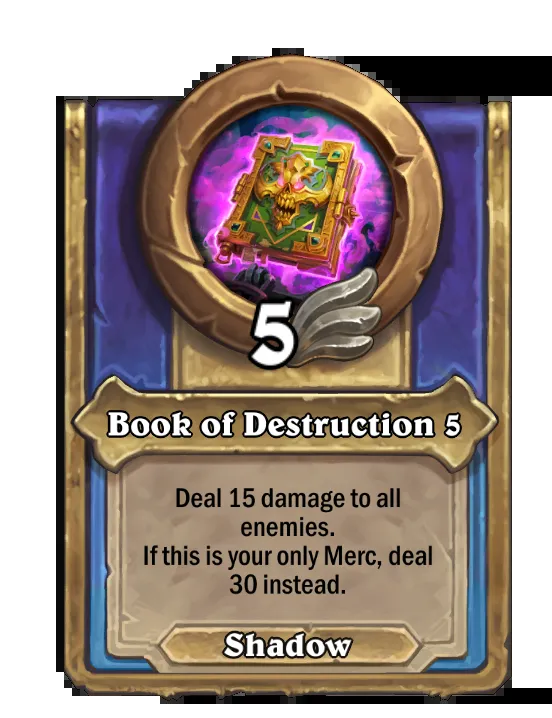 5
Book of Destruction 5
Deal 15 damage to all
enemies.
If this is your only Merc, deal
30 instead.
Shadow